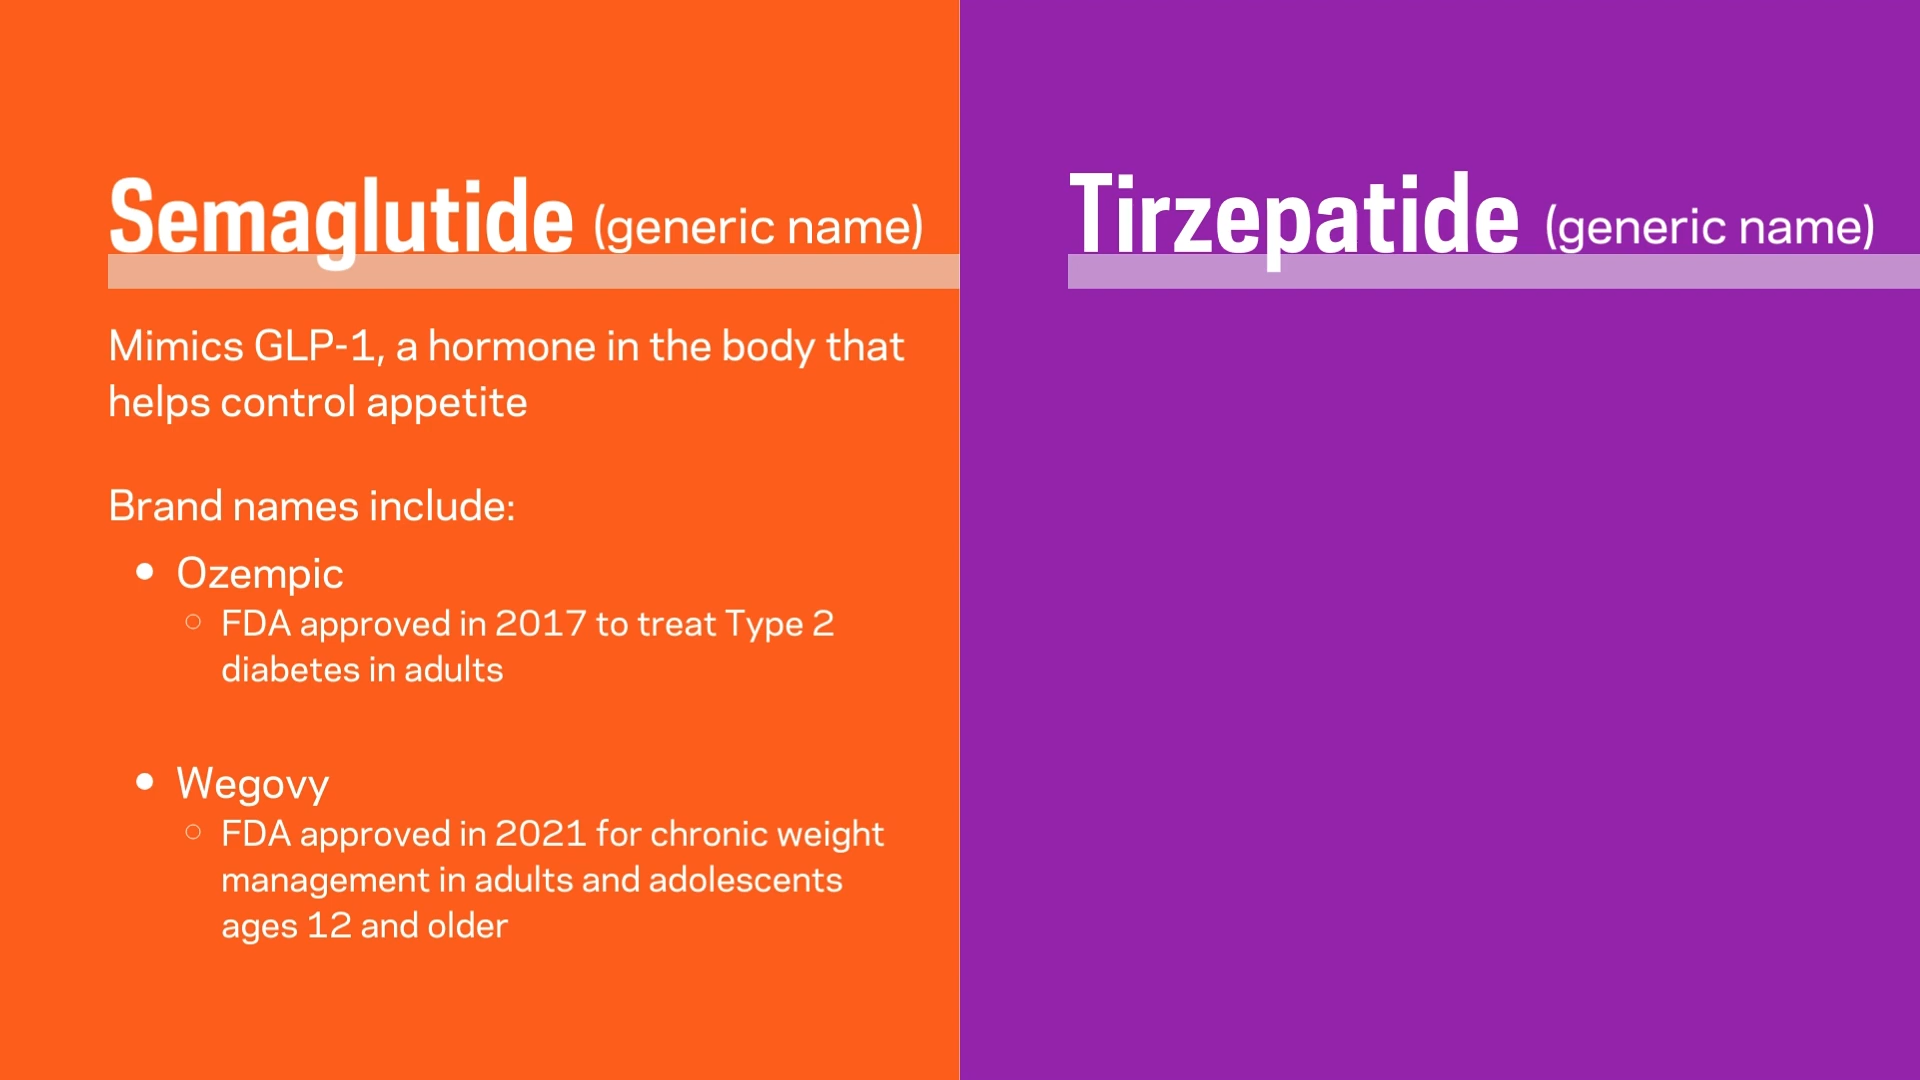 Semaglutide (generic name)
Mimics GLP-1, a hormone in the body that
helps control appetite
Brand names include:
• Ozempic
○ FDA approved in 2017 to treat Type 2
diabetes in adults
• Wegovy
○ FDA approved in 2021 for chronic weight
management in adults and adolescents
ages 12 and older
Tirzepatide (generic name)